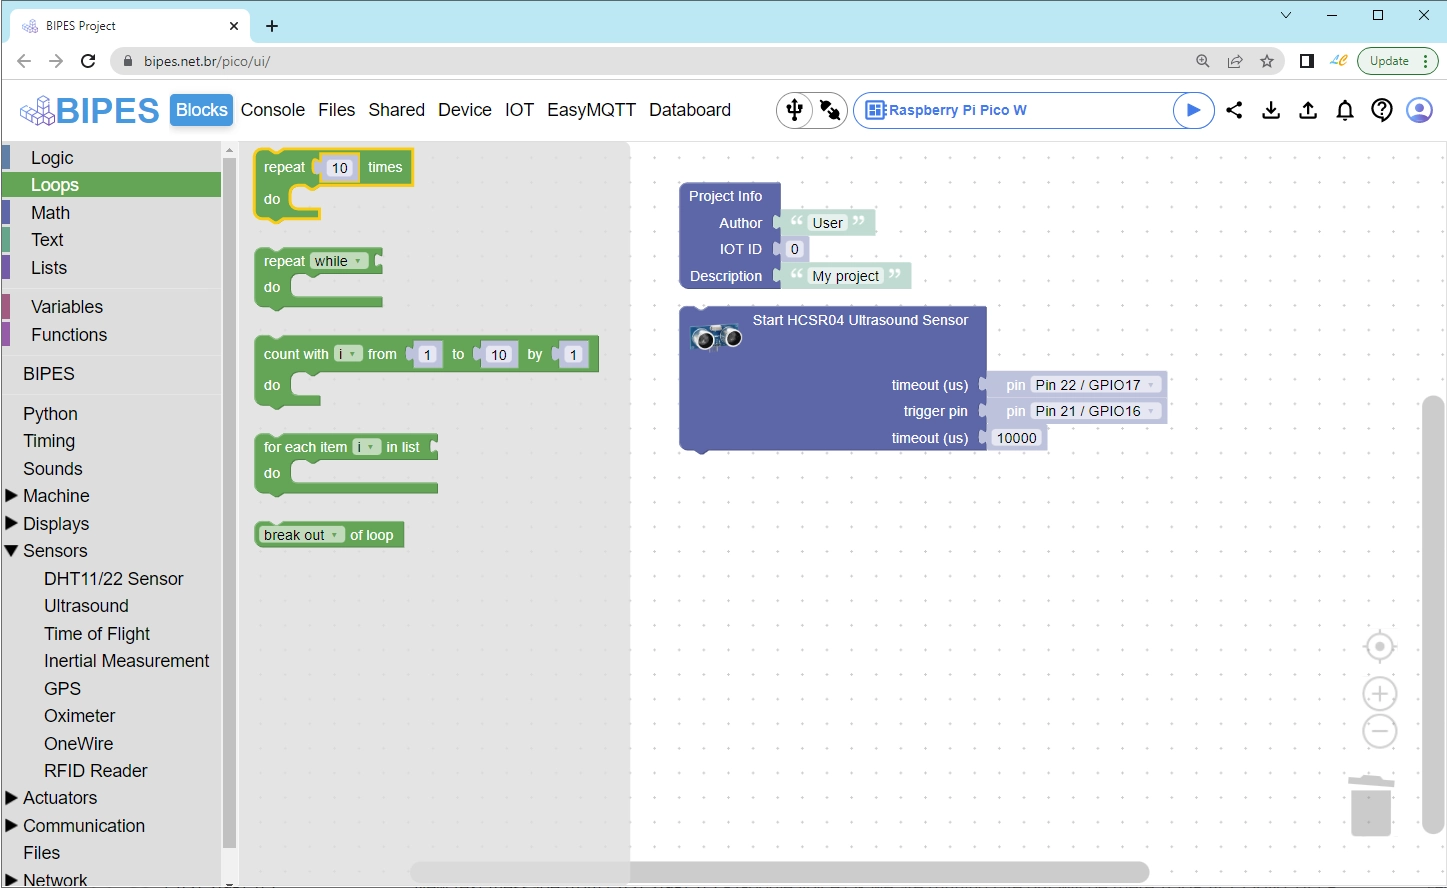 BIPES Project
bipes.net.br/pico/ui/
Update
BIPES Blocks Console Files Shared Device IOT EasyMQTT Databoard Raspberry Pi Pico W
Logic
Loops
Math
Text
Lists
Variables
Functions
BIPES
Python
Timing
Sounds
Machine
Displays
Sensors
DHT11/22 Sensor
Ultrasound
Time of Flight
Inertial Measurement
GPS
Oximeter
OneWire
RFID Reader
Actuators
Communication
Files
Network
repeat 10 times
do
repeat while
do
count with i from 1 to 10 by 1
do
for each item i in list
do
break out of loop
Project Info
Author “ User ”
IOT ID 0
Description “ My project ”
Start HCSR04 Ultrasound Sensor
timeout (us) pin Pin 22 / GPIO17
trigger pin pin Pin 21 / GPIO16
timeout (us) 10000